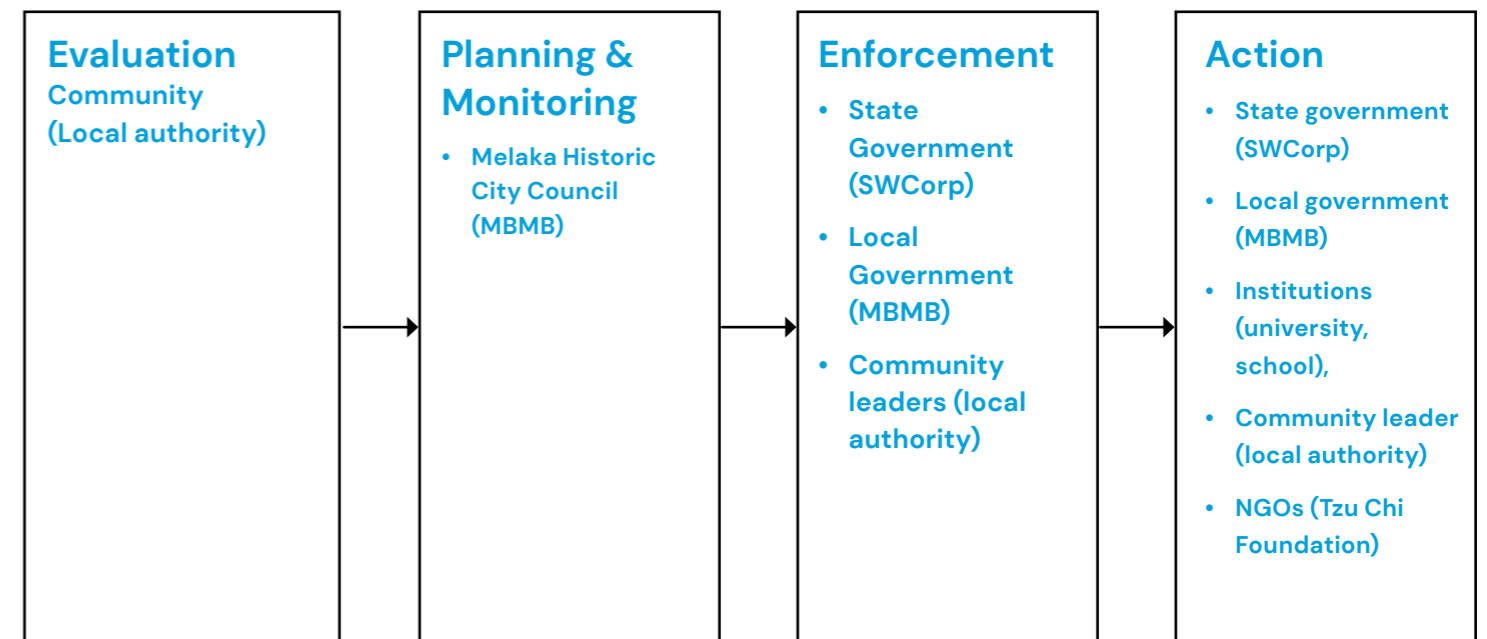 Evaluation
Community
(Local authority)
Planning &
Monitoring
• Melaka Historic
City Council
(MBMB)
Enforcement
• State
Government
(SWCorp)
• Local
Government
(MBMB)
• Community
leaders (local
authority)
Action
• State government
(SWCorp)
• Local government
(MBMB)
• Institutions
(university,
school),
• Community leader
(local authority)
• NGOs (Tzu Chi
Foundation)